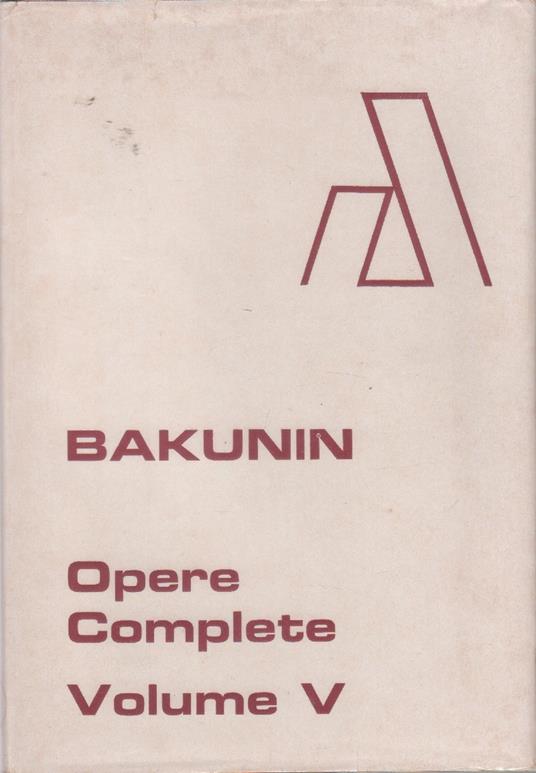 BAKUNIN
Opere
Complete
Volume V